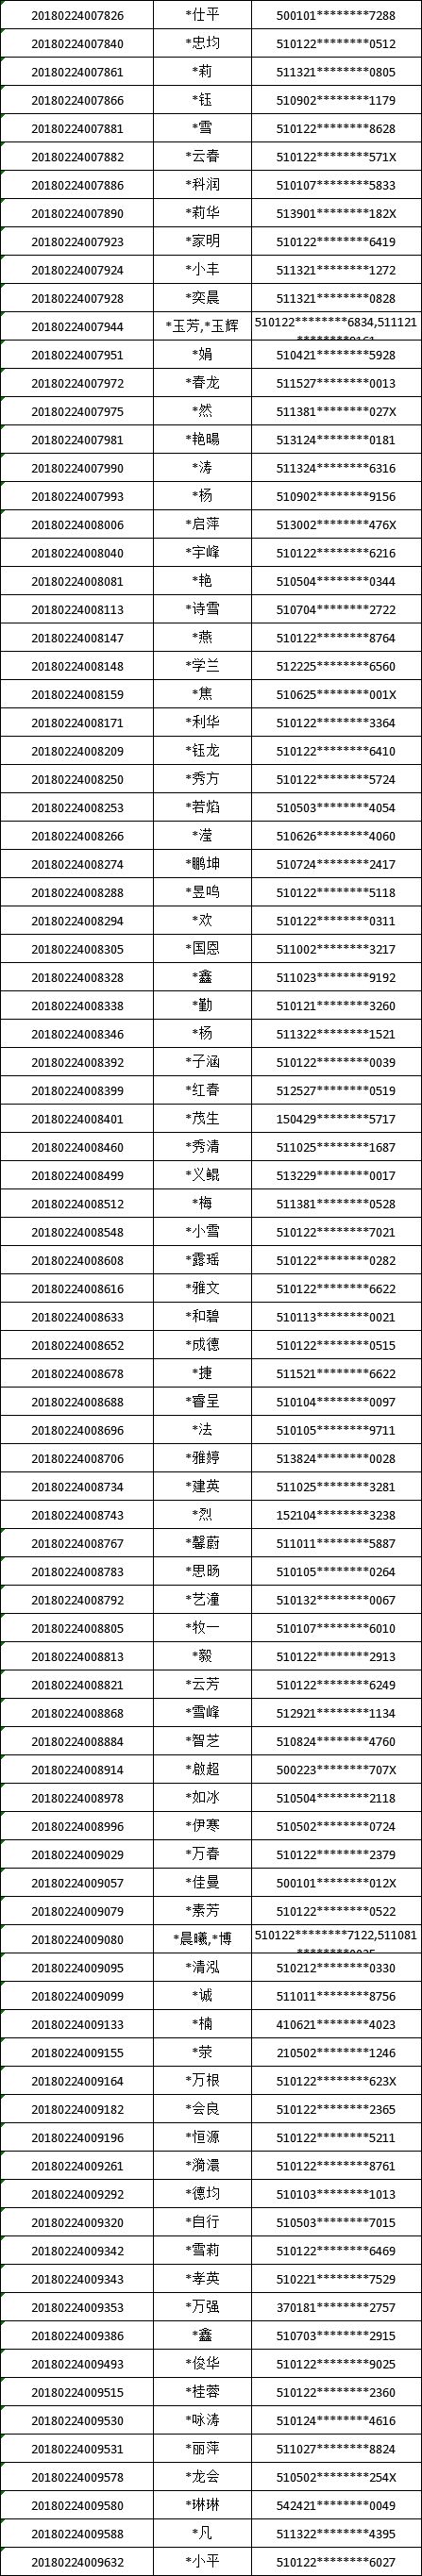 20180224007826 *仕平 500101********7288
20180224007840 *忠均 510122********0512
20180224007861 *莉 511321********0805
20180224007866 *钰 510902********1179
20180224007881 *雪 510122********8628
20180224007882 *云春 510122********571X
20180224007886 *科润 510107********5833
20180224007890 *莉华 513901********182X
20180224007923 *家明 510122********6419
20180224007924 *小丰 511321********1272
20180224007928 *奕晨 511321********0828
20180224007944 *玉芳,*玉辉 510122********6834,511121
20180224007951 *娟 510421********5928
20180224007972 *春龙 511527********0013
20180224007975 *然 511381********027X
20180224007981 *艳暘 513124********0181
20180224007990 *涛 511324********6316
20180224007993 *杨 510902********9156
20180224008006 *启萍 513002********476X
20180224008040 *宇峰 510122********6216
20180224008081 *艳 510504********0344
20180224008113 *诗雪 510704********2722
20180224008147 *燕 510122********8764
20180224008148 *学兰 512225********6560
20180224008159 *焦 510625********001X
20180224008171 *利华 510122********3364
20180224008209 *钰龙 510122********6410
20180224008250 *秀方 510122********5724
20180224008253 *若焰 510503********4054
20180224008266 *滢 510626********4060
20180224008274 *鹏坤 510724********2417
20180224008288 *昱鸣 510122********5118
20180224008294 *欢 510122********0311
20180224008305 *国恩 511002********3217
20180224008328 *鑫 511023********9192
20180224008338 *勤 510121********3260
20180224008346 *杨 511322********1521
20180224008392 *子涵 510122********0039
20180224008399 *红春 512527********0519
20180224008401 *茂生 150429********5717
20180224008460 *秀清 511025********1687
20180224008499 *义鲲 513229********0017
20180224008512 *梅 511381********0528
20180224008548 *小雪 510122********7021
20180224008608 *露瑶 510122********0282
20180224008616 *雅文 510122********6622
20180224008633 *和碧 510113********0021
20180224008652 *成德 510122********0515
20180224008678 *捷 511521********6622
20180224008688 *睿呈 510104********0097
20180224008696 *法 510105********9711
20180224008706 *雅婷 513824********0028
20180224008734 *建英 511025********3281
20180224008743 *烈 152104********3238
20180224008767 *馨蔚 511011********5887
20180224008783 *思旸 510105********0264
20180224008792 *艺潼 510132********0067
20180224008805 *牧一 510107********6010
20180224008813 *毅 510122********2913
20180224008821 *云芳 510122********6249
20180224008868 *雪峰 512921********1134
20180224008884 *智芝 510824********4760
20180224008914 *啟超 500223********707X
20180224008978 *如冰 510504********2118
20180224008996 *伊寒 510502********0724
20180224009029 *万春 510122********2379
20180224009057 *佳曼 500101********012X
20180224009079 *素芳 510122********0522
20180224009080 *晨曦,*博 510122********7122,511081
20180224009095 *清泓 510212********0330
20180224009099 *诚 511011********8756
20180224009133 *楠 410621********4023
20180224009155 *荥 210502********1246
20180224009164 *万根 510122********623X
20180224009182 *会良 510122********2365
20180224009196 *恒源 510122********5211
20180224009261 *漪澴 510122********8761
20180224009292 *德均 510103********1013
20180224009320 *自行 510503********7015
20180224009342 *雪莉 510122********6469
20180224009343 *孝英 510221********7529
20180224009353 *万强 370181********2757
20180224009386 *鑫 510703********2915
20180224009493 *俊华 510122********9025
20180224009515 *桂蓉 510122********2360
20180224009530 *咏涛 510124********4616
20180224009531 *丽萍 511027********8824
20180224009578 *龙会 510502********254X
20180224009580 *琳琳 542421********0049
20180224009588 *凡 511322********4395
20180224009632 *小平 510122********6027